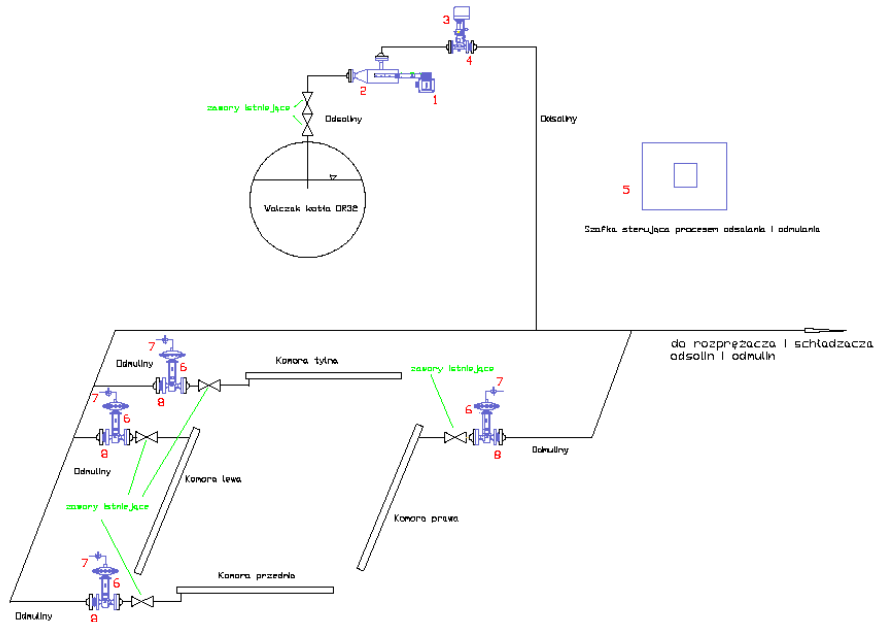 3
4
2
1
zawory istniejące
Odsoliny
Odsoliny
Walczak kotła OR32
5
Szafka sterująca procesem odsalania i odmulania
do rozprężacza i schładzacza
odsolin i odmulin
7
Odmuliny
6
8
Komora tylna
zawory istniejące
7
6
8
7
6
8
Odmuliny
Odmuliny
Komora lewa
zawory istniejące
Komora prawa
7
6
8
Komora przednia
Odmuliny